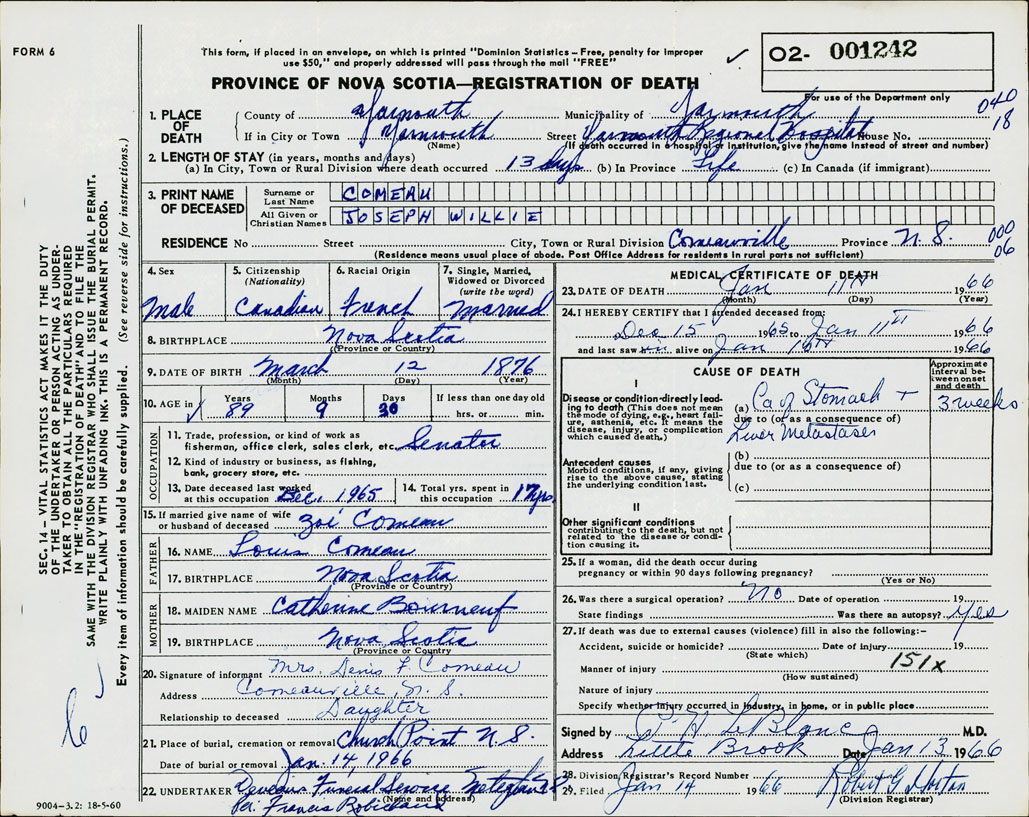 FORM 6
This form, if placed in an envelope, on which is printed "Dominion Statistics – Free, penalty for improper
use $50," and properly addressed will pass through the mail "FREE"
✓
O2- 001242
PROVINCE OF NOVA SCOTIA—REGISTRATION OF DEATH
For use of the Department only
1. PLACE OF DEATH
County of Yarmouth Municipality of Yarmouth 040
If in City or Town Yarmouth Street Yarmouth Regional Hospital House No. 18
(Name) (If death occurred in a hospital or institution, give the name instead of street and number)
2. LENGTH OF STAY (in years, months and days)
(a) In City, Town or Rural Division where death occurred 13 days (b) In Province Life (c) In Canada (if immigrant)
3. PRINT NAME OF DECEASED
Surname or Last Name COMEAU
All Given or Christian Names JOSEPH WILLIE
RESIDENCE No Street City, Town or Rural Division Comeauville Province N.S. 000 06
(Residence means usual place of abode. Post Office Address for residents in rural parts not sufficient)
4. Sex Male
5. Citizenship (Nationality) Canadian
6. Racial Origin French
7. Single, Married, Widowed or Divorced (write the word) Married
8. BIRTHPLACE Nova Scotia
(Province or Country)
9. DATE OF BIRTH March 12 1876
(Month) (Day) (Year)
10. AGE in ✓ Years 89 Months 9 Days 30 If less than one day old hrs. or min.
OCCUPATION
11. Trade, profession, or kind of work as
fisherman, office clerk, sales clerk, etc. Senator
12. Kind of industry or business, as fishing,
bank, grocery store, etc.
13. Date deceased last worked
at this occupation Dec. 1965
14. Total yrs. spent in
this occupation 17 yrs.
15. If married give name of wife
or husband of deceased Zoé Comeau
FATHER
16. NAME Louis Comeau
17. BIRTHPLACE Nova Scotia
(Province or Country)
MOTHER
18. MAIDEN NAME Catherine Bourneuf
19. BIRTHPLACE Nova Scotia
(Province or Country
20. Signature of informant Mrs. Denis F. Comeau
Address Comeauville, N.S.
Relationship to deceased Daughter
21. Place of burial, cremation or removal Church Point N.S.
Date of burial or removal Jan. 14, 1966
22. UNDERTAKER Deveaus Funeral Service Meteghan N.S.
(Name and address)
Per. Francis Robichaud
9004–3.2: 18-5-60
MEDICAL CERTIFICATE OF DEATH
23. DATE OF DEATH Jan 11th 1966
(Month) (Day) (Year)
24. I HEREBY CERTIFY that I attended deceased from:
Dec 15 1965 to Jan 11th 1966
and last saw him alive on Jan 10th 1966
CAUSE OF DEATH
Approximate interval between onset and death
I
Disease or condition directly leading to death (This does not mean the mode of dying, e.g., heart failure, asthenia, etc. It means the disease, injury, or complication which caused death.)
(a) Ca of Stomach + 3 weeks
due to (or as a consequence of)
Liver Metastases
Antecedent causes
Morbid conditions, if any, giving rise to the above cause, stating the underlying condition last.
(b)
due to (or as a consequence of)
(c)
II
Other significant conditions
contributing to the death, but not related to the disease or condition causing it.
25. If a woman, did the death occur during
pregnancy or within 90 days following pregnancy?
(Yes or No)
26. Was there a surgical operation? No Date of operation 19
State findings Was there an autopsy? Yes
27. If death was due to external causes (violence) fill in also the following:–
Accident, suicide or homicide? Date of injury 19
(State which)
Manner of injury 151x
(How sustained)
Nature of injury
Specify whether injury occurred in industry, in home, or in public place
Signed by P. H. LeBlanc M.D.
Address Little Brook Date Jan 13 1966
28. Division Registrar's Record Number
29. Filed Jan 14 1966 Robert G
(Division Registrar)
SEC. 14 – VITAL STATISTICS ACT MAKES IT THE DUTY
OF THE UNDERTAKER OR PERSON ACTING AS UNDER-
TAKER TO OBTAIN ALL THE PARTICULARS REQUIRED
IN THE "REGISTRATION OF DEATH" AND TO FILE THE
SAME WITH THE DIVISION REGISTRAR WHO SHALL ISSUE THE BURIAL PERMIT.
WRITE PLAINLY WITH UNFADING INK. THIS IS A PERMANENT RECORD.
Every item of information should be carefully supplied. (See reverse side for instructions.)